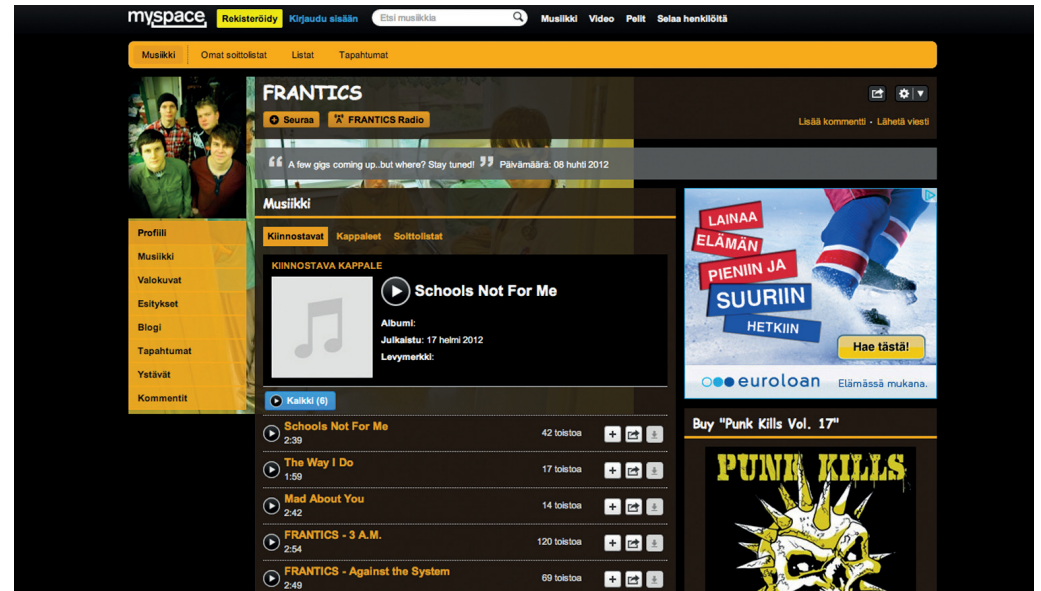 myspace
Rekisteröidy Kirjaudu sisään Etsi musiikkia Musiikki Video Pelit Selaa henkilöitä
Musiikki Omat soittolistat Listat Tapahtumat
FRANTICS
Seuraa FRANTICS Radio
Lisää kommentti - Lähetä viesti
“ A few gigs coming up..but where? Stay tuned! ” Päivämäärä: 08 huhti 2012
Profiili
Musiikki
Valokuvat
Esitykset
Blogi
Tapahtumat
Ystävät
Kommentit
Musiikki
Kiinnostavat Kappaleet Soittolistat
KIINNOSTAVA KAPPALE
Schools Not For Me
Albumi:
Julkaistu: 17 helmi 2012
Levymerkki:
Kaikki (6)
Schools Not For Me
2:39
42 toistoa
The Way I Do
1:59
17 toistoa
Mad About You
2:42
14 toistoa
FRANTICS - 3 A.M.
2:54
120 toistoa
FRANTICS - Against the System
2:49
69 toistoa
LAINAA
ELÄMÄN
PIENIIN JA
SUURIIN
HETKIIN
Hae tästä!
euroloan Elämässä mukana.
Buy "Punk Kills Vol. 17"
PUNK KILLS